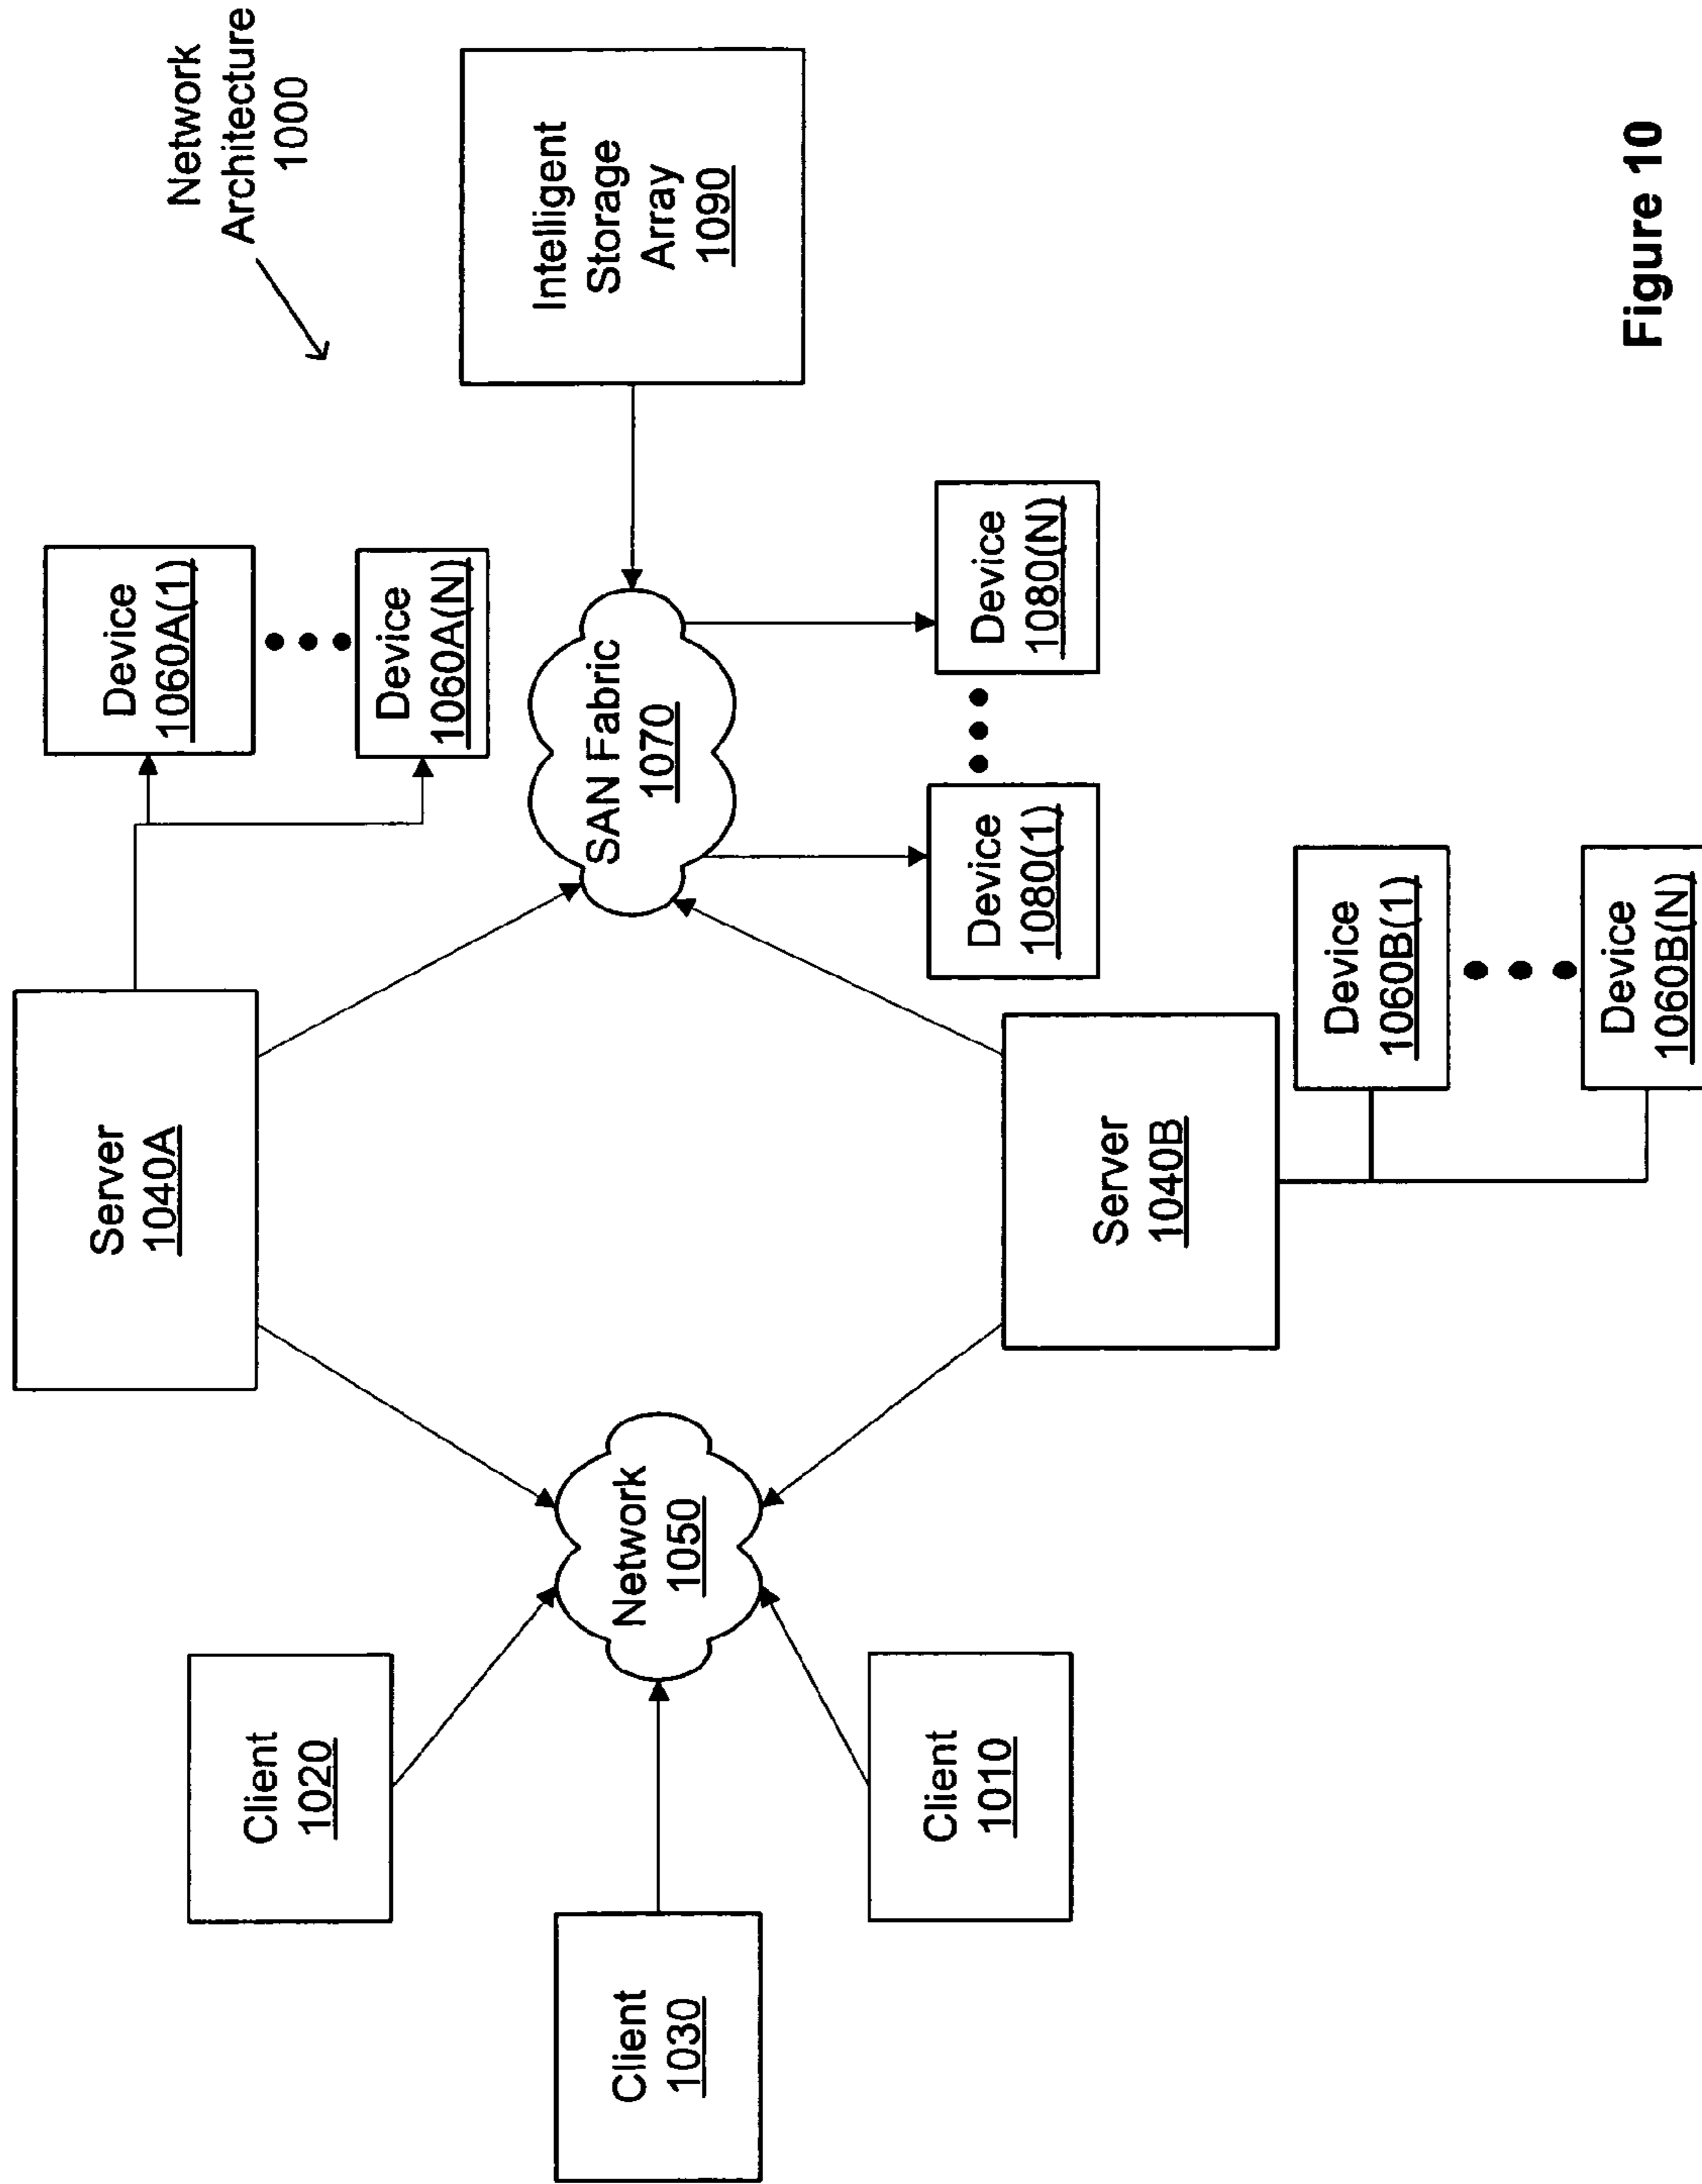 Network
Architecture
1000
Server
1040A
Device
1060A(1)
Device
1060A(N)
Client
1020
Client
1030
Network
1050
SAN Fabric
1070
Intelligent
Storage
Array
1090
Client
1010
Device
1080(1)
Device
1080(N)
Server
1040B
Device
1060B(1)
Device
1060B(N)
Figure 10